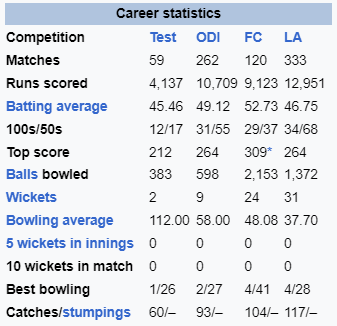 Career statistics
Competition Test ODI FC LA
Matches 59 262 120 333
Runs scored 4,137 10,709 9,123 12,951
Batting average 45.46 49.12 52.73 46.75
100s/50s 12/17 31/55 29/37 34/68
Top score 212 264 309* 264
Balls bowled 383 598 2,153 1,372
Wickets 2 9 24 31
Bowling average 112.00 58.00 48.08 37.70
5 wickets in innings 0 0 0 0
10 wickets in match 0 0 0 0
Best bowling 1/26 2/27 4/41 4/28
Catches/stumpings 60/– 93/– 104/– 117/–